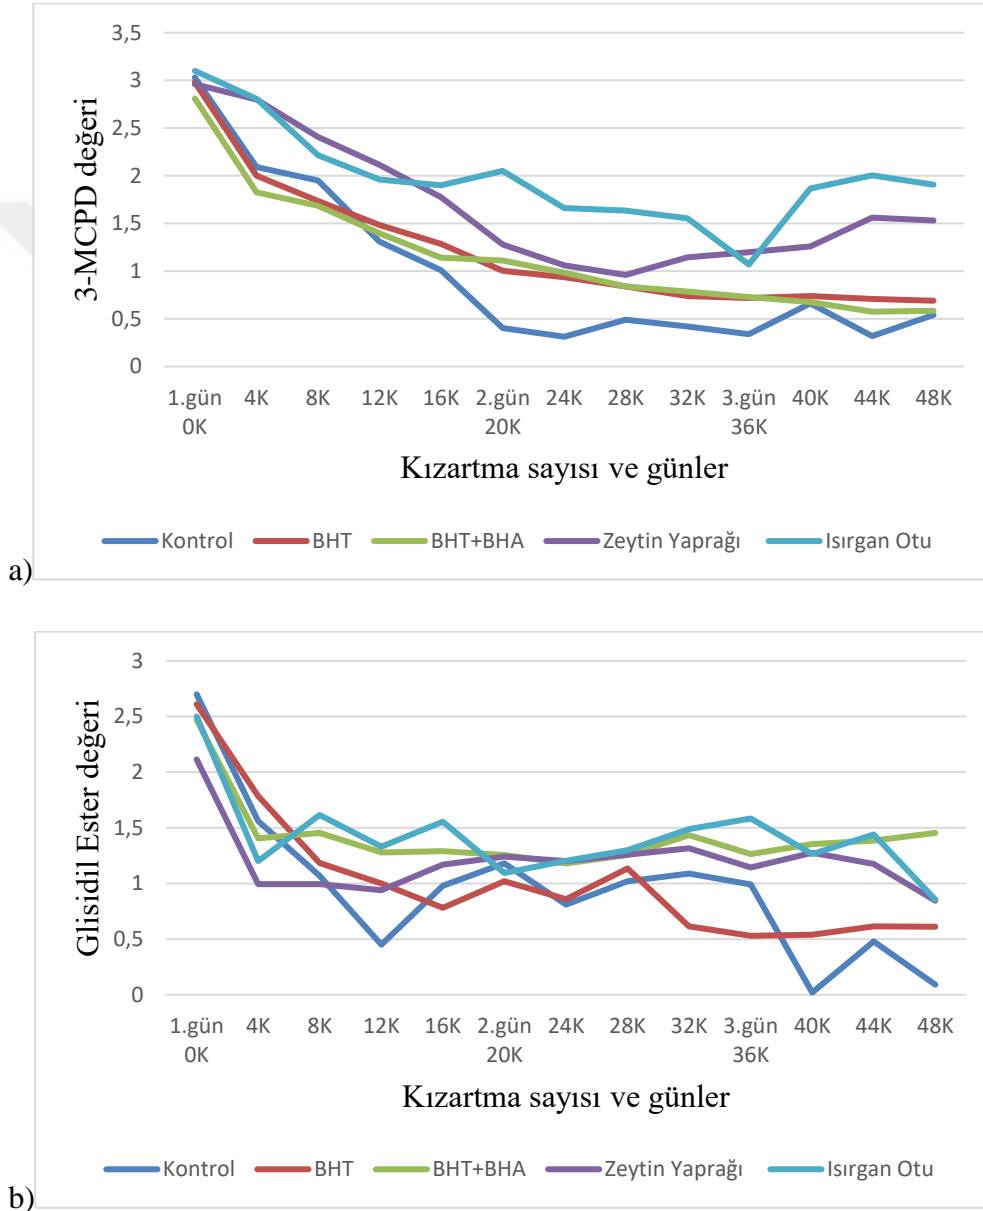 3-MCPD değeri
3,5
3
2,5
2
1,5
1
0,5
0
1.gün 4K 8K 12K 16K 2.gün 24K 28K 32K 3.gün 40K 44K 48K
0K 20K 36K
Kızartma sayısı ve günler
Kontrol BHT BHT+BHA Zeytin Yaprağı Isırgan Otu
a)
Glisidil Ester değeri
3
2,5
2
1,5
1
0,5
0
1.gün 4K 8K 12K 16K 2.gün 24K 28K 32K 3.gün 40K 44K 48K
0K 20K 36K
Kızartma sayısı ve günler
Kontrol BHT BHT+BHA Zeytin Yaprağı Isırgan Otu
b)